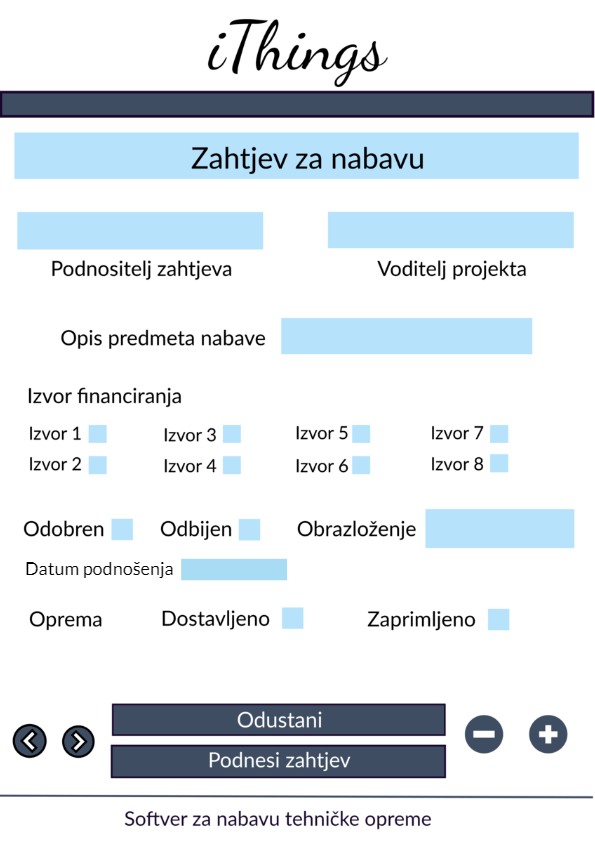 iThings
Zahtjev za nabavu
Podnositelj zahtjeva Voditelj projekta
Opis predmeta nabave
Izvor financiranja
Izvor 1 Izvor 3 Izvor 5 Izvor 7
Izvor 2 Izvor 4 Izvor 6 Izvor 8
Odobren Odbijen Obrazloženje
Datum podnošenja
Oprema Dostavljeno Zaprimljeno
Odustani
Podnesi zahtjev
Softver za nabavu tehničke opreme